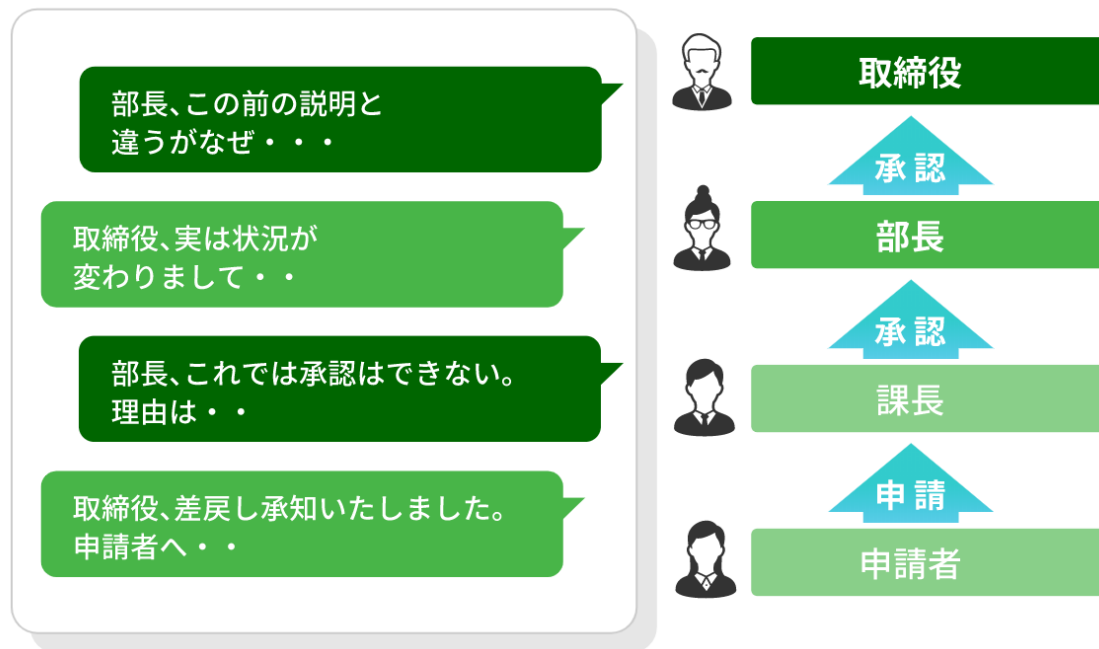 部長、この前の説明と
違うがなぜ・・・
取締役、実は状況が
変わりまして・・
部長、これでは承認はできない。
理由は・・
取締役、差戻し承知いたしました。
申請者へ・・
取締役
承認
部長
承認
課長
申請
申請者